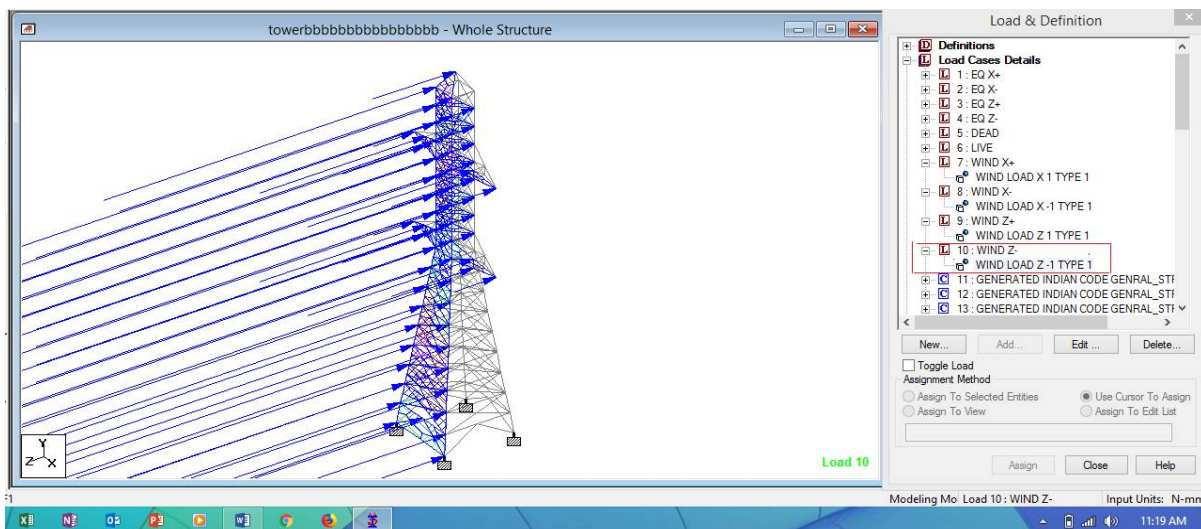 towerbbbbbbbbbbbbbbbbb - Whole Structure
Load 10
Y
Z X
Load & Definition
D Definitions
L Load Cases Details
L 1 : EQ X+
L 2 : EQ X-
L 3 : EQ Z+
L 4 : EQ Z-
L 5 : DEAD
L 6 : LIVE
L 7 : WIND X+
WIND LOAD X 1 TYPE 1
L 8 : WIND X-
WIND LOAD X -1 TYPE 1
L 9 : WIND Z+
WIND LOAD Z 1 TYPE 1
L 10 : WIND Z-
WIND LOAD Z -1 TYPE 1
C 11 : GENERATED INDIAN CODE GENRAL_STF
C 12 : GENERATED INDIAN CODE GENRAL_STF
C 13 : GENERATED INDIAN CODE GENRAL_STF
New... Add... Edit ... Delete...
Toggle Load
Assignment Method
Assign To Selected Entities Use Cursor To Assign
Assign To View Assign To Edit List
Assign Close Help
Modeling Mo Load 10 : WIND Z- Input Units: N-mm
11:19 AM